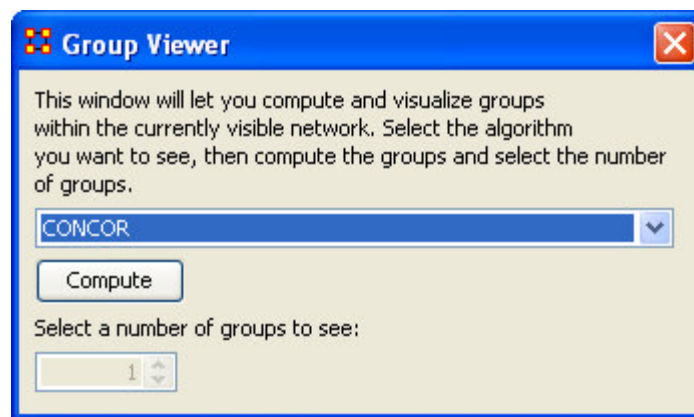 Group Viewer
This window will let you compute and visualize groups
within the currently visible network. Select the algorithm
you want to see, then compute the groups and select the number
of groups.
CONCOR
Compute
Select a number of groups to see:
1